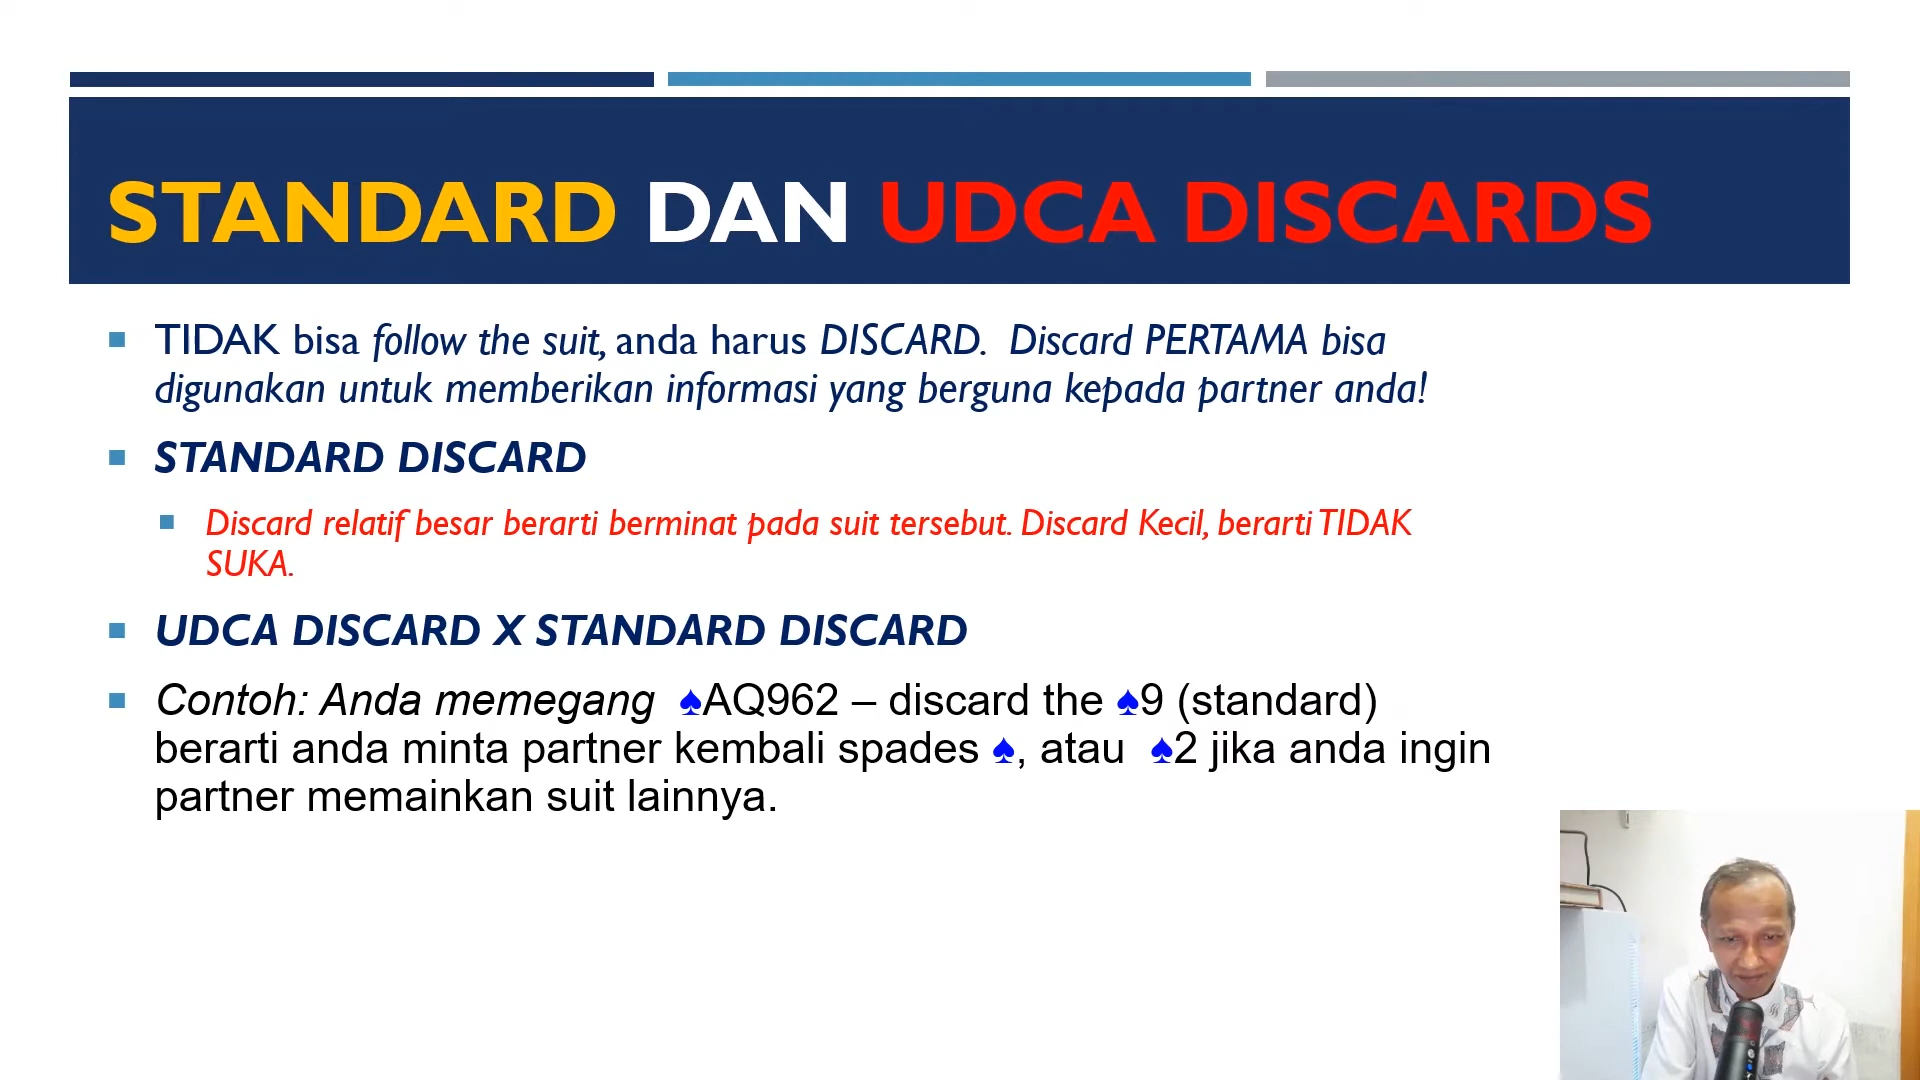 STANDARD DAN UDCA DISCARDS
TIDAK bisa follow the suit, anda harus DISCARD. Discard PERTAMA bisa
digunakan untuk memberikan informasi yang berguna kepada partner anda!
STANDARD DISCARD
Discard relatif besar berarti berminat pada suit tersebut. Discard Kecil, berarti TIDAK
SUKA.
UDCA DISCARD X STANDARD DISCARD
Contoh: Anda memegang ♠AQ962 – discard the ♠9 (standard)
berarti anda minta partner kembali spades ♠, atau ♠2 jika anda ingin
partner memainkan suit lainnya.